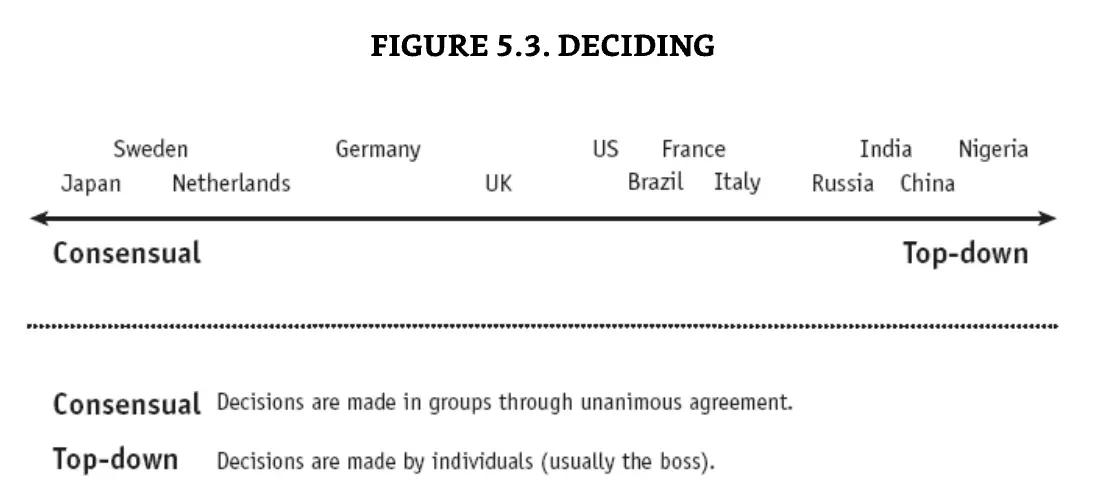 FIGURE 5.3. DECIDING
Sweden Germany US France India Nigeria
Japan Netherlands UK Brazil Italy Russia China
Consensual Top-down
Consensual Decisions are made in groups through unanimous agreement.
Top-down Decisions are made by individuals (usually the boss).